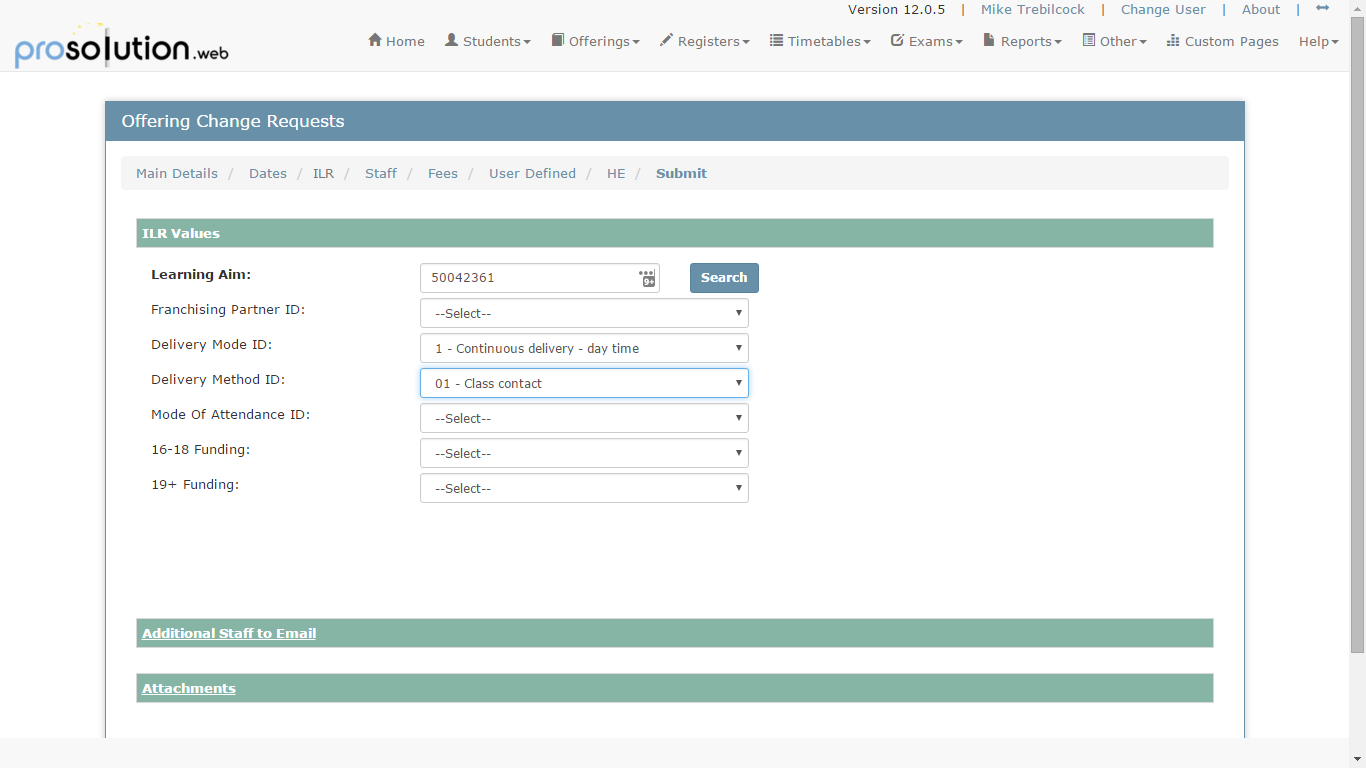 Version 12.0.5 | Mike Trebilcock | Change User | About |
prosolution.web
Home Students Offerings Registers Timetables Exams Reports Other Custom Pages Help
Offering Change Requests
Main Details / Dates / ILR / Staff / Fees / User Defined / HE / Submit
ILR Values
Learning Aim: 50042361 9+ Search
Franchising Partner ID: --Select--
Delivery Mode ID: 1 - Continuous delivery - day time
Delivery Method ID: 01 - Class contact
Mode Of Attendance ID: --Select--
16-18 Funding: --Select--
19+ Funding: --Select--
Additional Staff to Email
Attachments